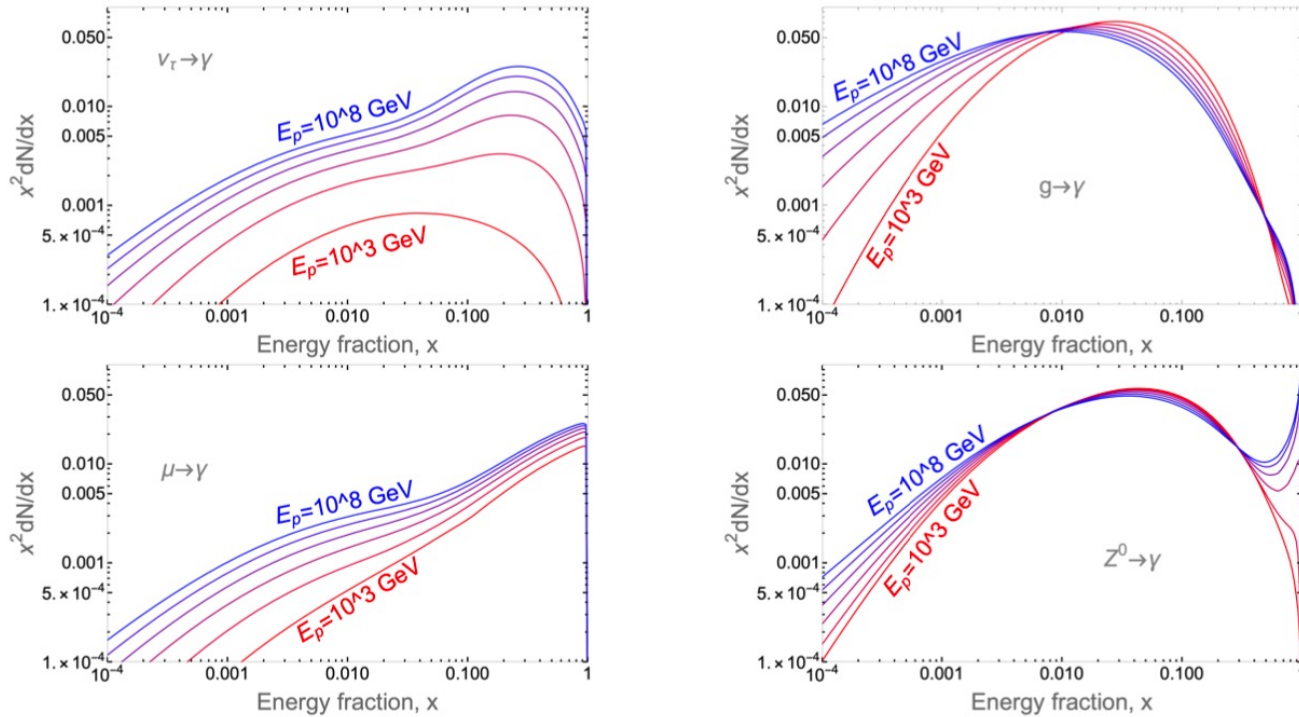 0.050
0.010
0.005
0.001
5.×10⁻⁴
1.×10⁻⁴
10⁻⁴
0.001
0.010
0.100
1
x²dN/dx
Energy fraction, x
ν_τ→γ
E_p=10^8 GeV
E_p=10^3 GeV
0.050
0.010
0.005
0.001
5.×10⁻⁴
1.×10⁻⁴
10⁻⁴
0.001
0.010
0.100
1
x²dN/dx
Energy fraction, x
g→γ
E_p=10^8 GeV
E_p=10^3 GeV
0.050
0.010
0.005
0.001
5.×10⁻⁴
1.×10⁻⁴
10⁻⁴
0.001
0.010
0.100
1
x²dN/dx
Energy fraction, x
μ→γ
E_p=10^8 GeV
E_p=10^3 GeV
0.050
0.010
0.005
0.001
5.×10⁻⁴
1.×10⁻⁴
10⁻⁴
0.001
0.010
0.100
1
x²dN/dx
Energy fraction, x
Z⁰→γ
E_p=10^8 GeV
E_p=10^3 GeV